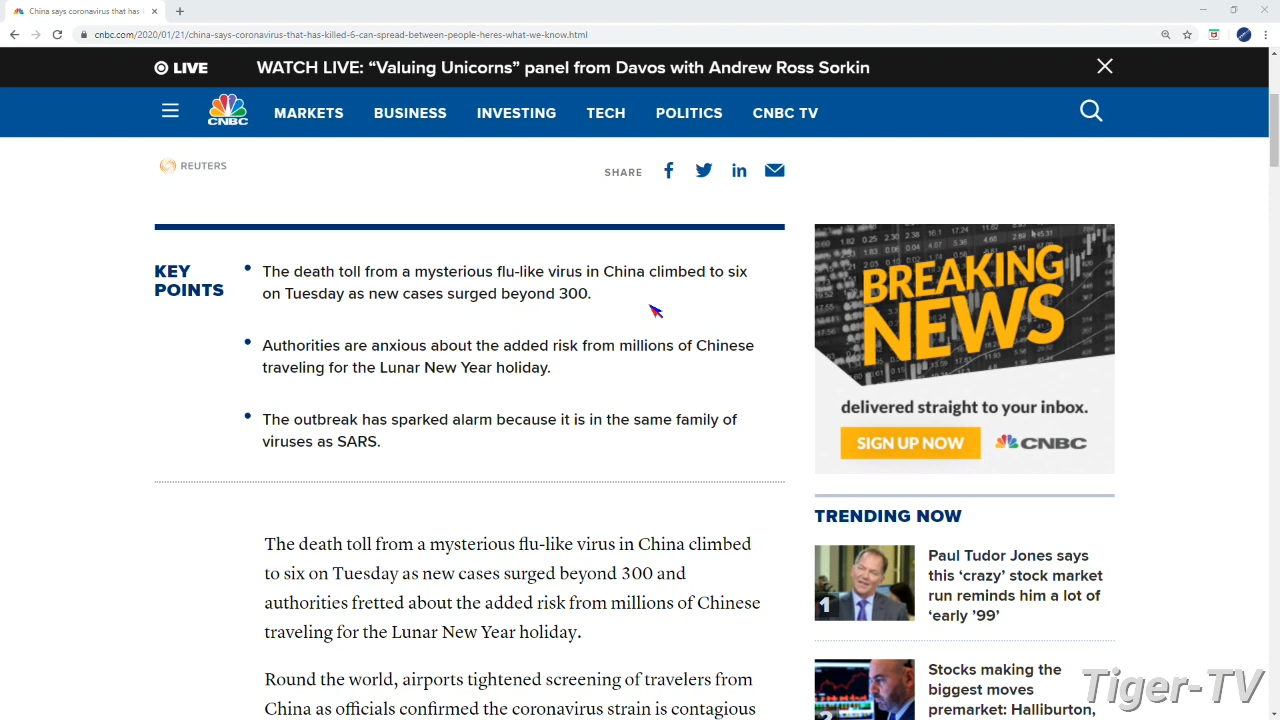 China says coronavirus that has
cnbc.com/2020/01/21/china-says-coronavirus-that-has-killed-6-can-spread-between-people-heres-what-we-know.html
LIVE WATCH LIVE: “Valuing Unicorns” panel from Davos with Andrew Ross Sorkin
CNBC MARKETS BUSINESS INVESTING TECH POLITICS CNBC TV
REUTERS
SHARE
KEY
POINTS
The death toll from a mysterious flu-like virus in China climbed to six
on Tuesday as new cases surged beyond 300.
Authorities are anxious about the added risk from millions of Chinese
traveling for the Lunar New Year holiday.
The outbreak has sparked alarm because it is in the same family of
viruses as SARS.
The death toll from a mysterious flu-like virus in China climbed
to six on Tuesday as new cases surged beyond 300 and
authorities fretted about the added risk from millions of Chinese
traveling for the Lunar New Year holiday.
Round the world, airports tightened screening of travelers from
China as officials confirmed the coronavirus strain is contagious
BREAKING
NEWS
delivered straight to your inbox.
SIGN UP NOW CNBC
TRENDING NOW
1
Paul Tudor Jones says
this ‘crazy’ stock market
run reminds him a lot of
‘early ’99’
2
Stocks making the
biggest moves
premarket: Halliburton,
Tiger-TV